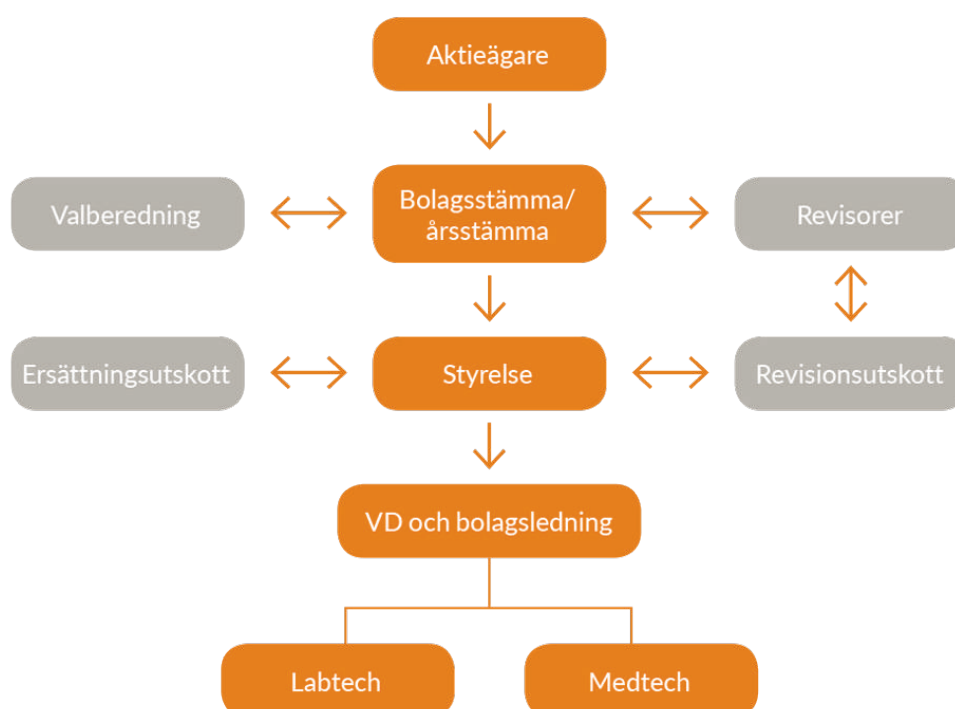 Aktieägare
Valberedning
Bolagsstämma/
årsstämma
Revisorer
Ersättningsutskott
Styrelse
Revisionsutskott
VD och bolagsledning
Labtech
Medtech